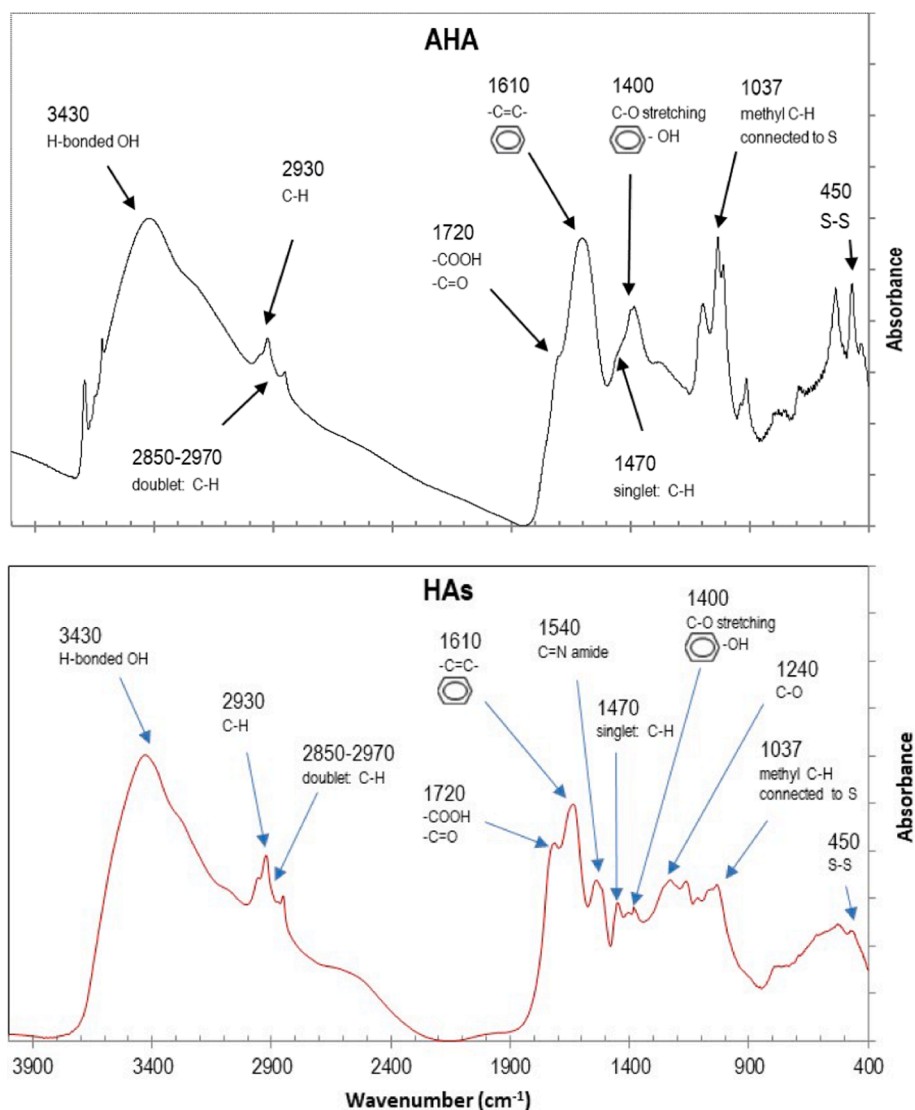 AHA
3430
H-bonded OH
2930
C-H
2850-2970
doublet: C-H
1720
-COOH
-C=O
1610
-C=C-
1400
C-O stretching
- OH
1470
singlet: C-H
1037
methyl C-H
connected to S
450
S-S
Absorbance
HAs
3430
H-bonded OH
2930
C-H
2850-2970
doublet: C-H
1720
-COOH
-C=O
1610
-C=C-
1540
C=N amide
1470
singlet: C-H
1400
C-O stretching
-OH
1240
C-O
1037
methyl C-H
connected to S
450
S-S
Absorbance
3900 3400 2900 2400 1900 1400 900 400
Wavenumber (cm-1)